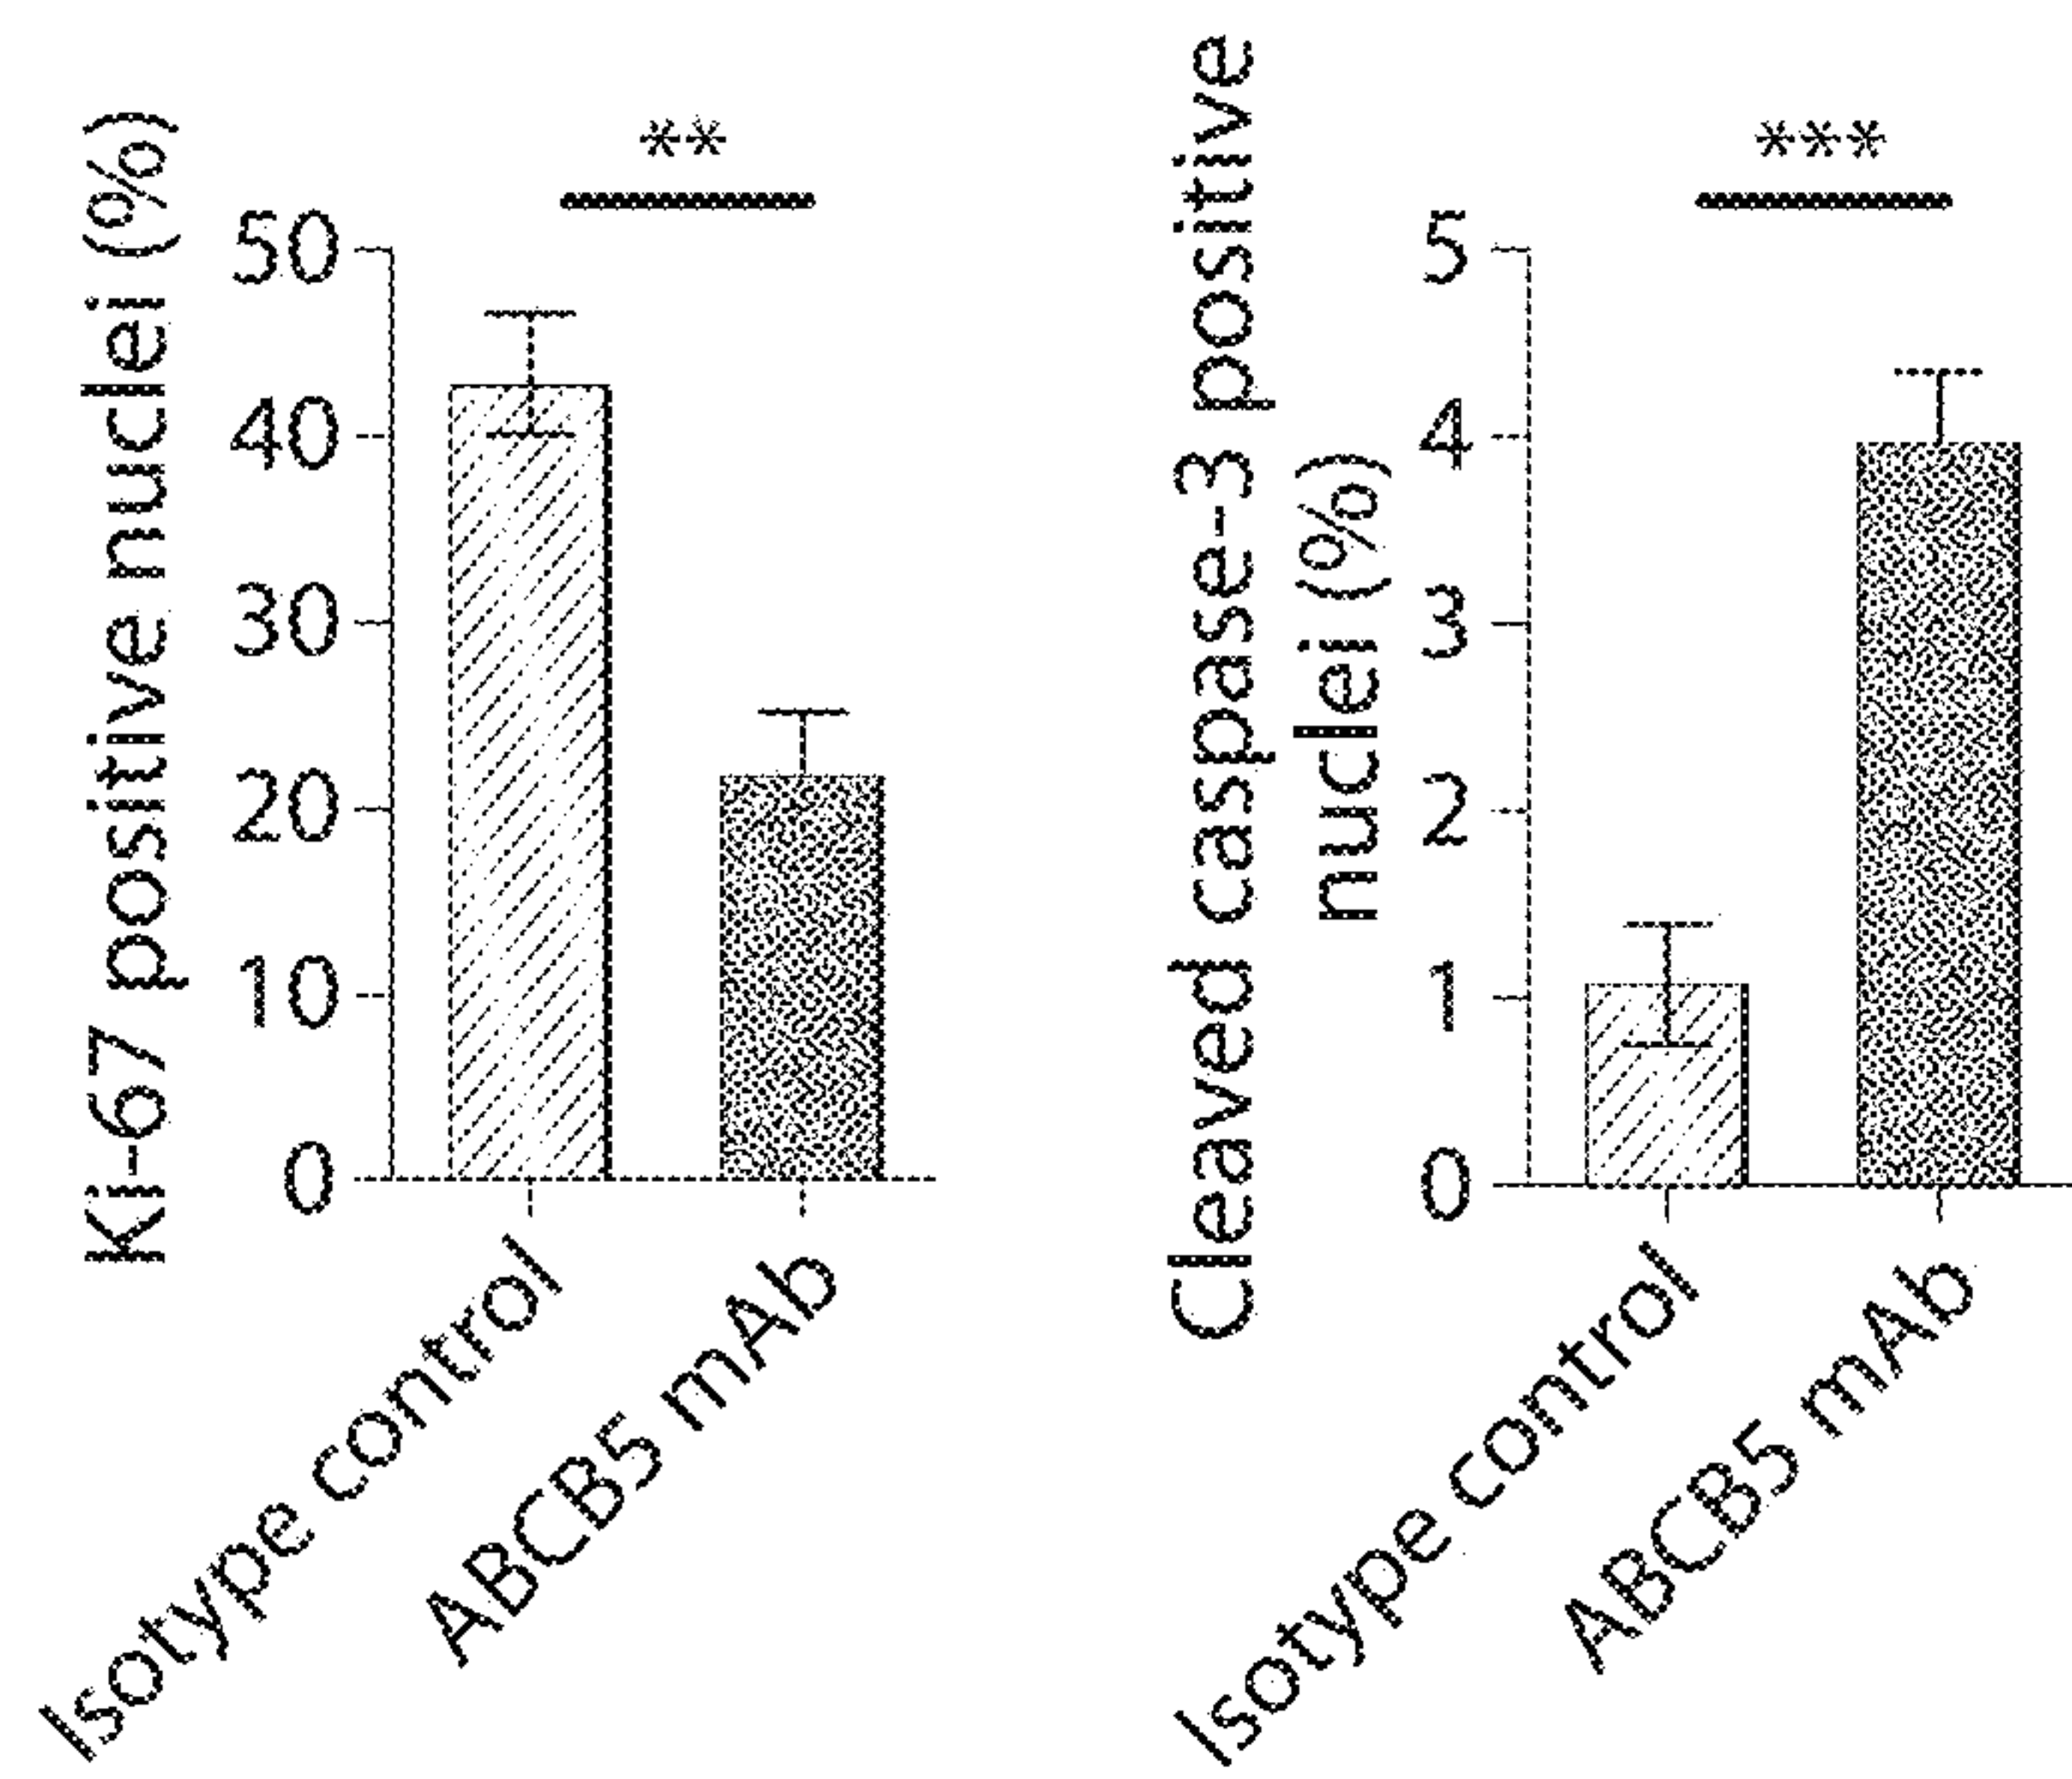 Ki-67 positive nuclei (%)
**
50
40
30
20
10
0
Isotype control
ABCB5 mAb
Cleaved caspase-3 positive
nuclei (%)
***
5
4
3
2
1
0
Isotype control
ABCB5 mAb